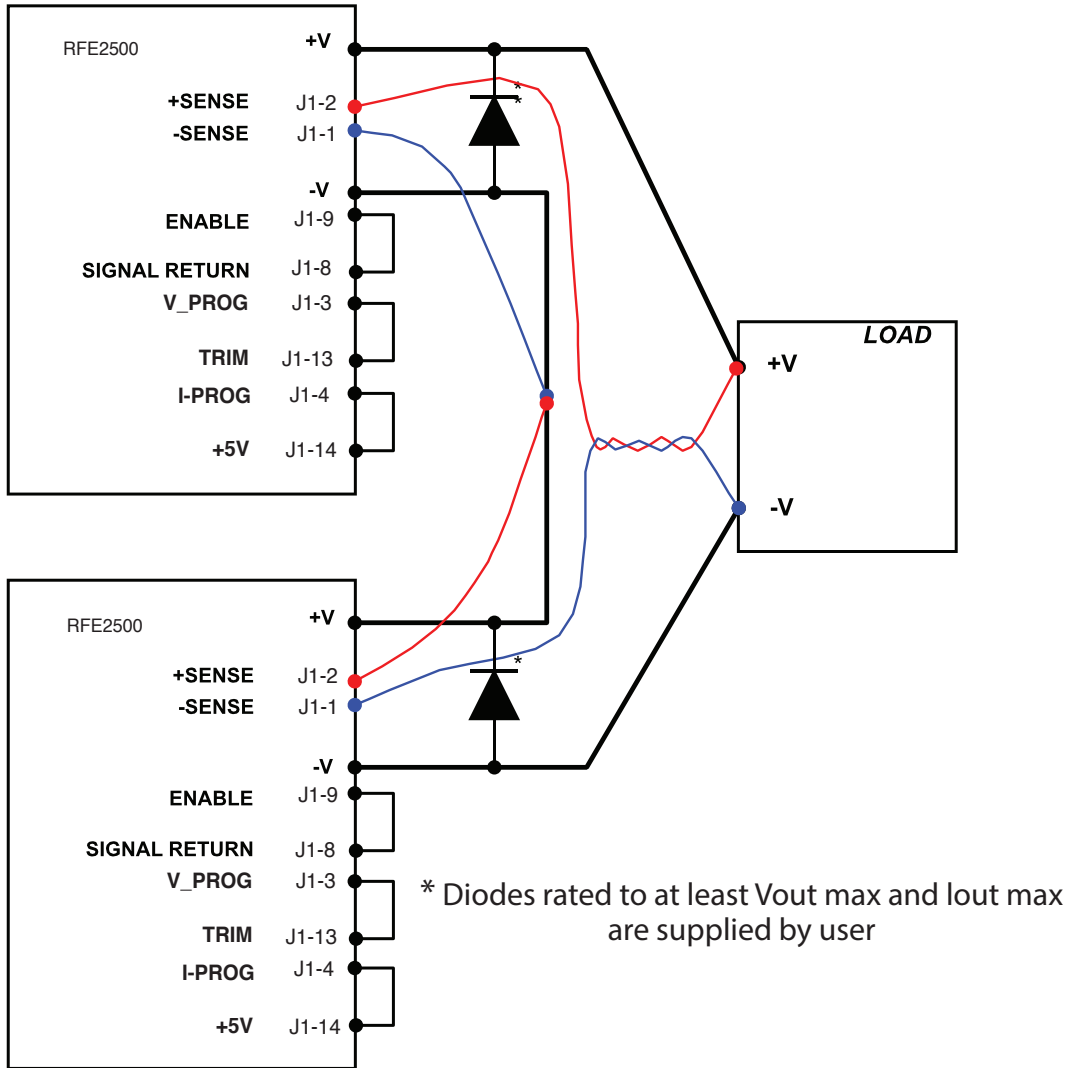 RFE2500
+V
+SENSE J1-2
-SENSE J1-1
-V
ENABLE J1-9
SIGNAL RETURN J1-8
V_PROG J1-3
TRIM J1-13
I-PROG J1-4
+5V J1-14
*
*
LOAD
+V
-V
RFE2500
+V
+SENSE J1-2
-SENSE J1-1
-V
ENABLE J1-9
SIGNAL RETURN J1-8
V_PROG J1-3
TRIM J1-13
I-PROG J1-4
+5V J1-14
*
* Diodes rated to at least Vout max and Iout max
are supplied by user